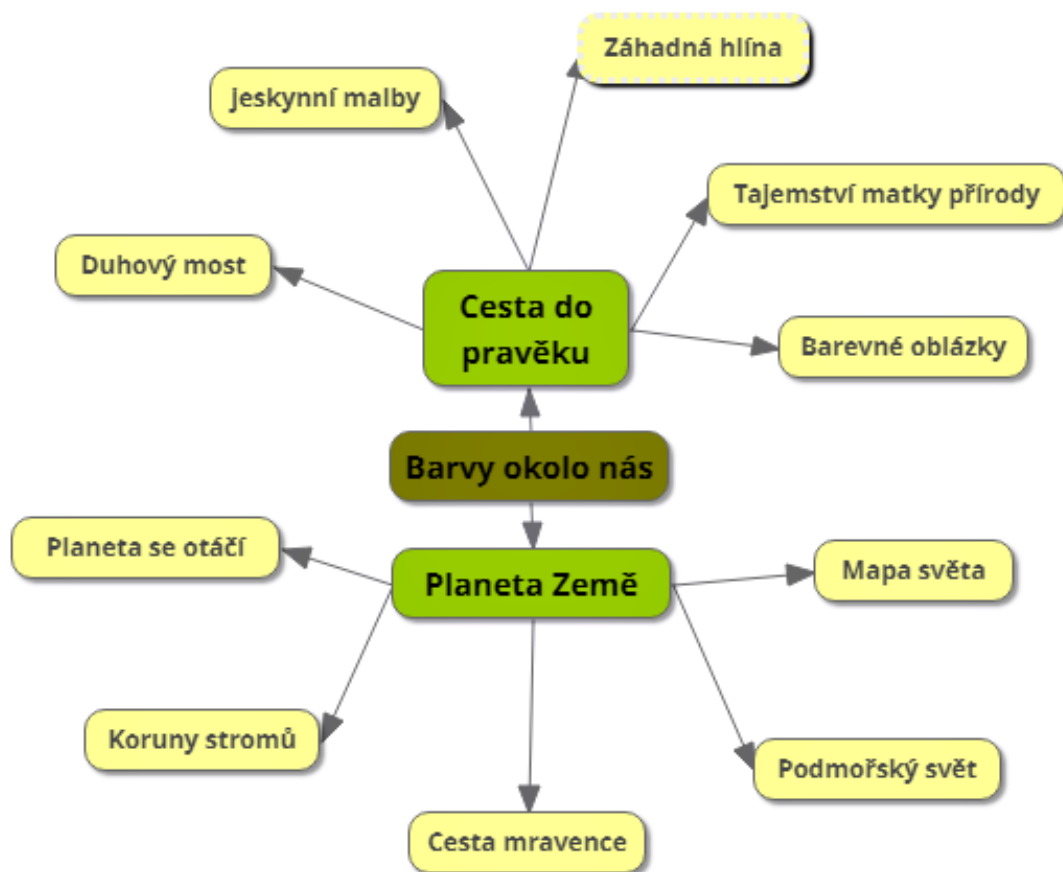 Záhadná hlína
jeskynní malby
Tajemství matky přírody
Duhový most
Cesta do
pravěku
Barevné oblázky
Barvy okolo nás
Planeta se otáčí
Mapa světa
Planeta Země
Koruny stromů
Podmořský svět
Cesta mravence